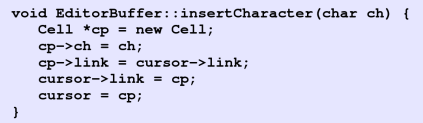 void EditorBuffer::insertCharacter(char ch) {
   Cell *cp = new Cell;
   cp->ch = ch;
   cp->link = cursor->link;
   cursor->link = cp;
   cursor = cp;
}